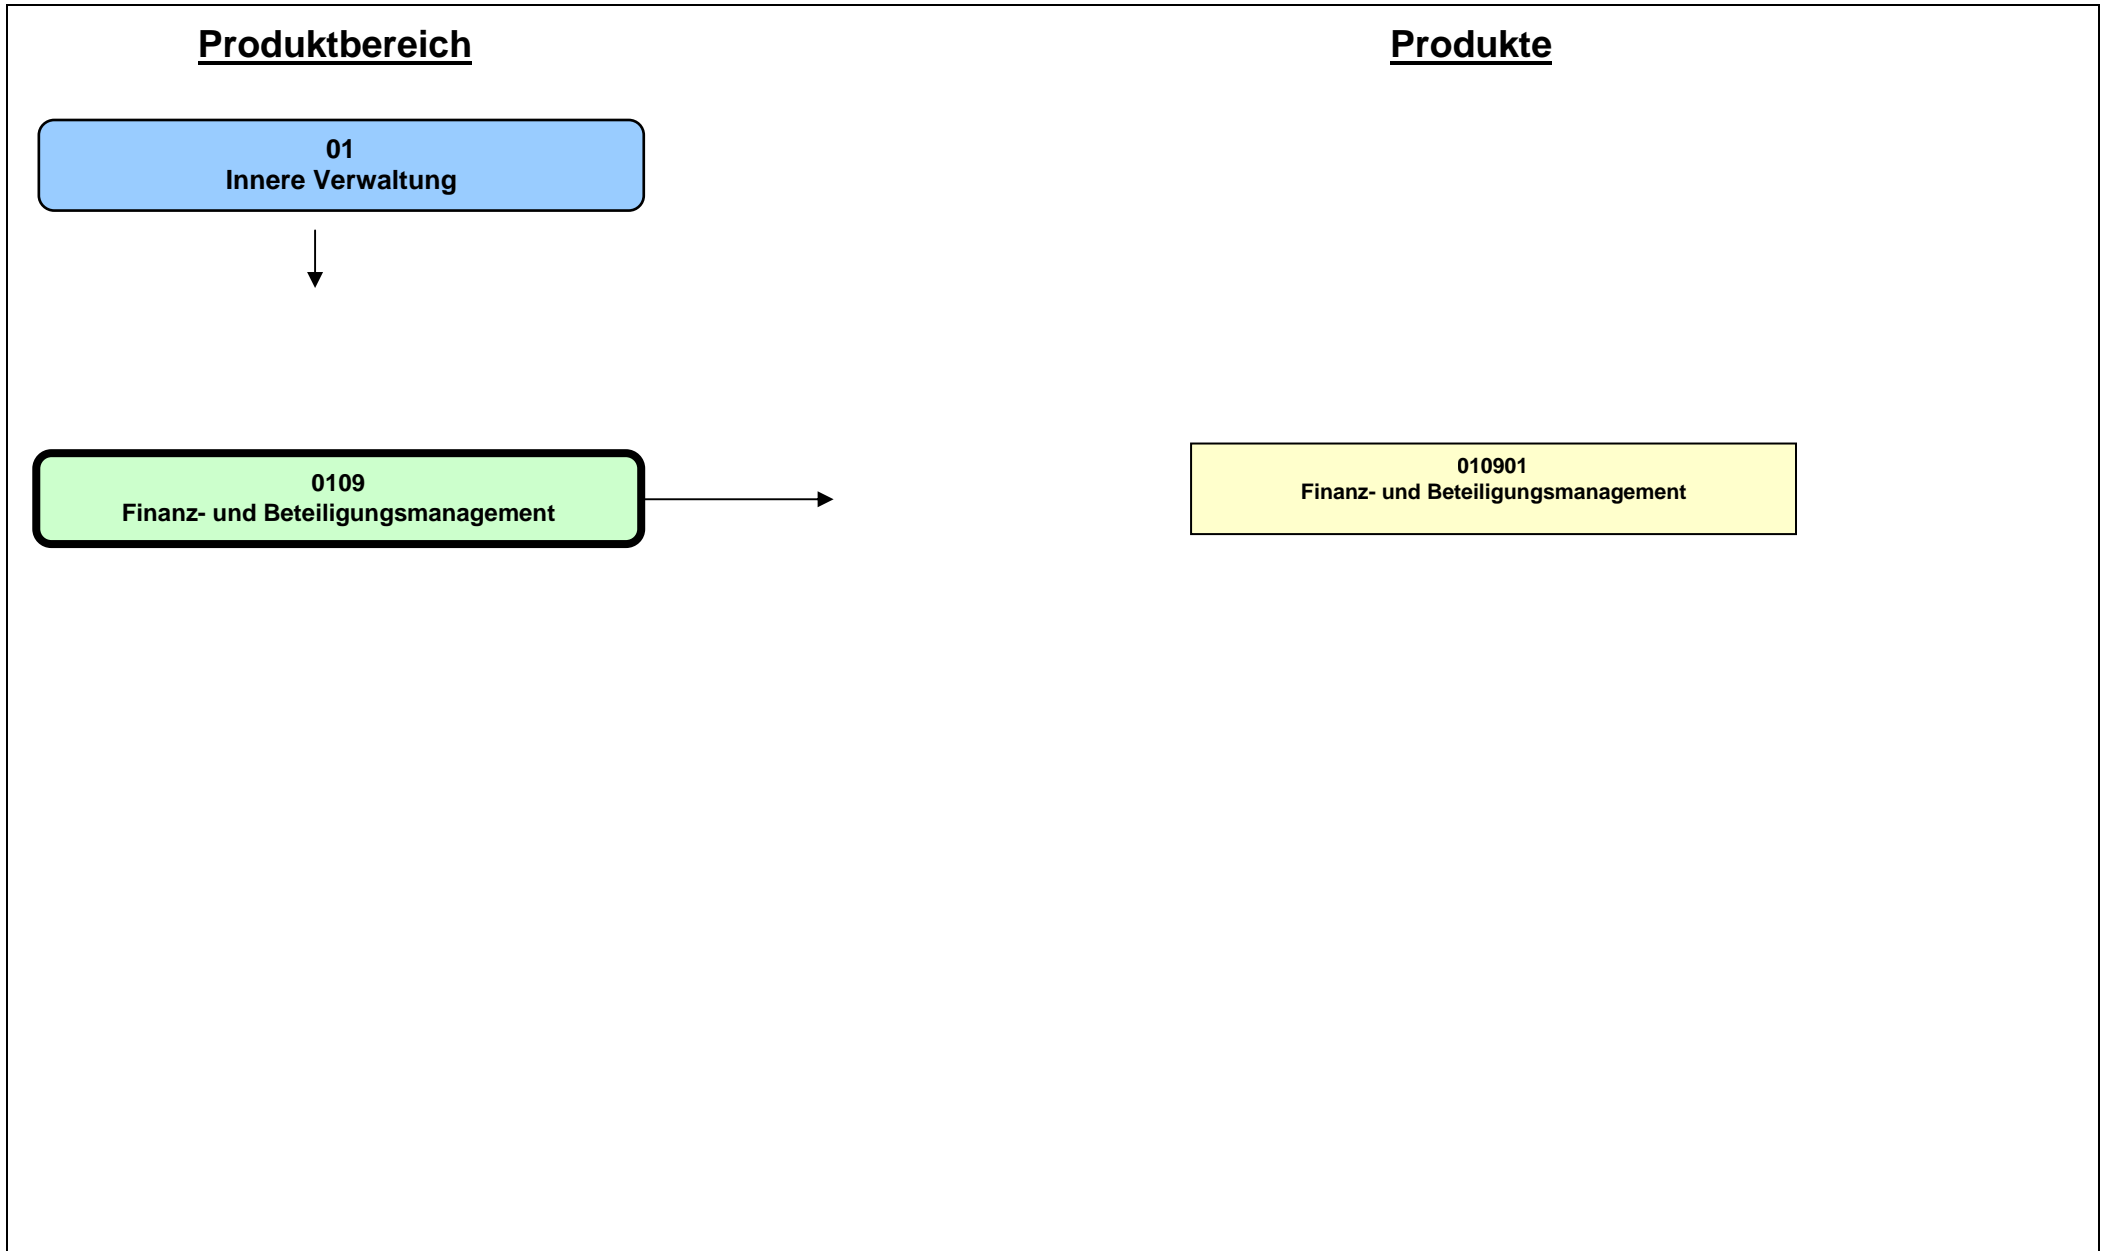 Produktbereich
Produkte
01
Innere Verwaltung
0109
Finanz- und Beteiligungsmanagement
010901
Finanz- und Beteiligungsmanagement